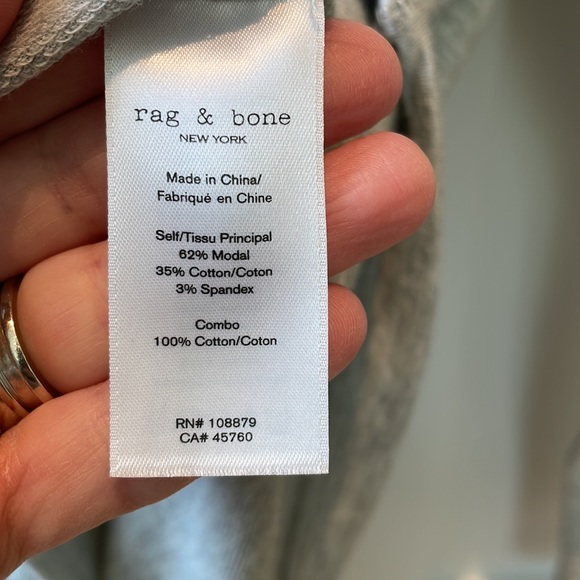 rag & bone
NEW YORK
Made in China/
Fabriqué en Chine
Self/Tissu Principal
62% Modal
35% Cotton/Coton
3% Spandex
Combo
100% Cotton/Coton
RN# 108879
CA# 45760